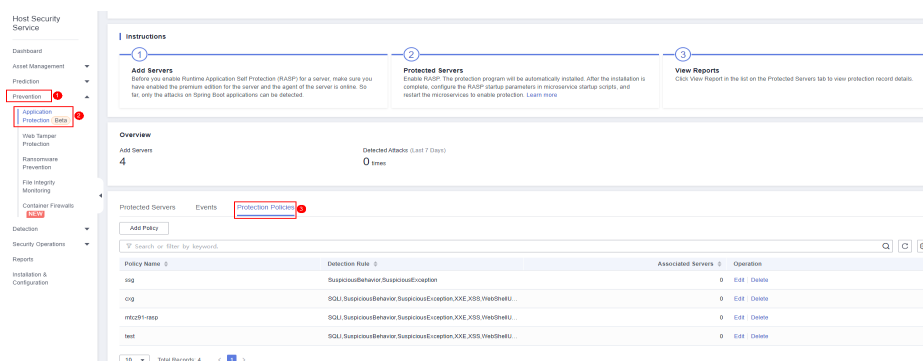 Host Security
Service
Dashboard
Asset Management
Prediction
Prevention
1
Application
Protection Beta
2
Web Tamper
Protection
Ransomware
Prevention
File Integrity
Monitoring
Container Firewalls
NEW
Detection
Security Operations
Reports
Installation &
Configuration
Instructions
1
Add Servers
Before you enable Runtime Application Self Protection (RASP) for a server, make sure you
have enabled the premium edition for the server and the agent of the server is online. So
far, only the attacks on Spring Boot applications can be detected.
2
Protected Servers
Enable RASP. The protection program will be automatically installed. After the installation is
complete, configure the RASP startup parameters in microservice startup scripts, and
restart the microservices to enable protection. Learn more
3
View Reports
Click View Report in the list on the Protected Servers tab to view protection record details.
Overview
Add Servers
4
Detected Attacks (Last 7 Days)
0 times
Protected Servers Events Protection Policies 3
Add Policy
Search or filter by keyword.
Policy Name Detection Rule Associated Servers Operation
ssg SuspiciousBehavior,SuspiciousException 0 Edit Delete
cxg SQLI,SuspiciousBehavior,SuspiciousException,XXE,XSS,WebShellU... 0 Edit Delete
mtcz91-rasp SQLI,SuspiciousBehavior,SuspiciousException,XXE,XSS,WebShellU... 0 Edit Delete
test SQLI,SuspiciousBehavior,SuspiciousException,XXE,XSS,WebShellU... 0 Edit Delete
10 Total Records: 4 < 1 >